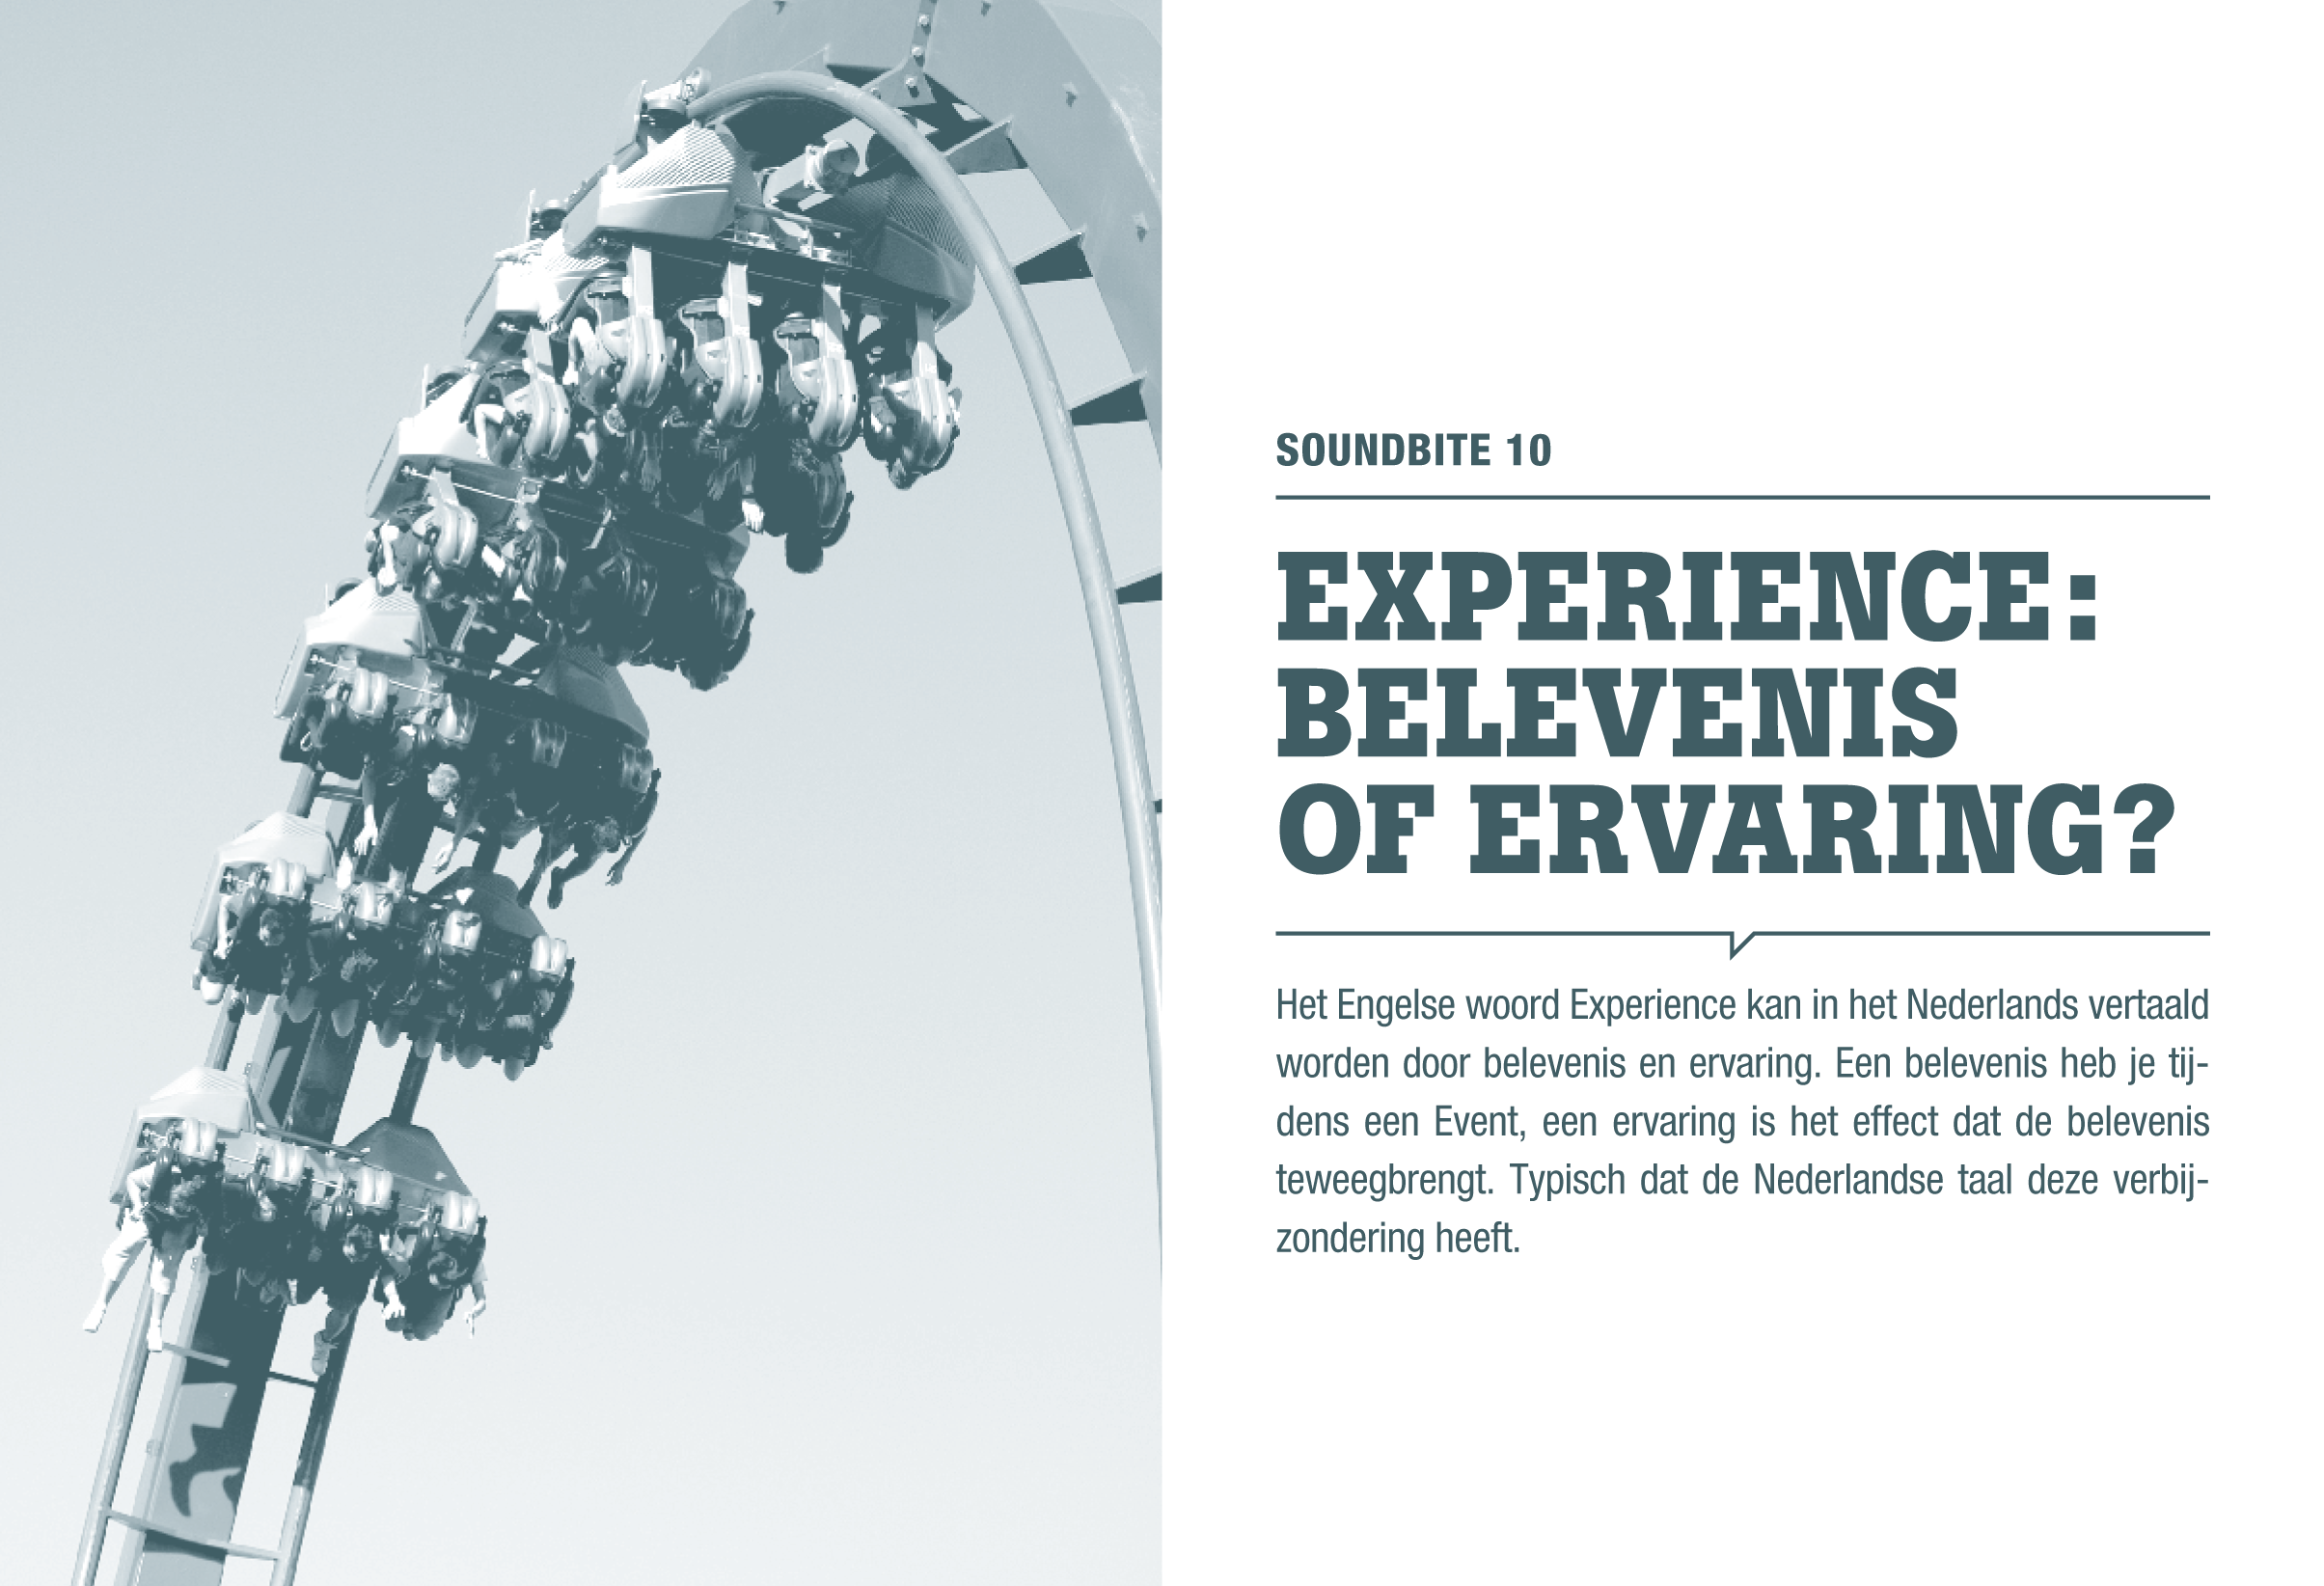 SOUNDBITE 10
EXPERIENCE:
BELEVENIS
OF ERVARING?
Het Engelse woord Experience kan in het Nederlands vertaald
worden door belevenis en ervaring. Een belevenis heb je tij-
dens een Event, een ervaring is het effect dat de belevenis
teweegbrengt. Typisch dat de Nederlandse taal deze verbij-
zondering heeft.